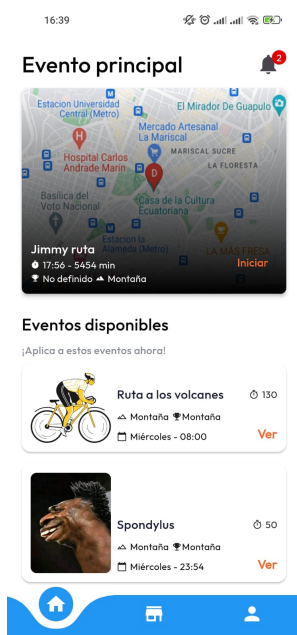 16:39
Evento principal
2
Estacion Universidad
Central (Metro)
El Mirador De Guapulo
Mercado Artesanal
La Mariscal
MARISCAL SUCRE
H
Hospital Carlos
Andrade Marin
LA FLORESTA
D
Basílica del
Voto Nacional
Casa de la Cultura
Ecuatoriana
Estación la
Alameda (Metro)
LA MAS FRESA
Jimmy ruta
17:56 - 5454 min
Iniciar
No definido Montaña
Eventos disponibles
¡Aplica a estos eventos ahora!
Ruta a los volcanes 130
Montaña Montaña
Miércoles - 08:00 Ver
Spondylus 50
Montaña Montaña
Miércoles - 23:54 Ver